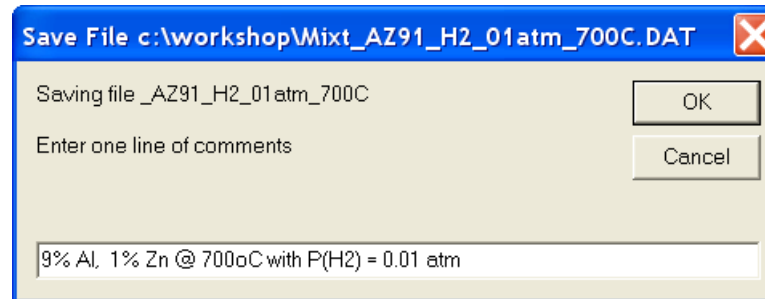 Save File c:\workshop\Mixt_AZ91_H2_01atm_700C.DAT
Saving file _AZ91_H2_01atm_700C
OK
Enter one line of comments
Cancel
9% Al, 1% Zn @ 700oC with P(H2) = 0.01 atm